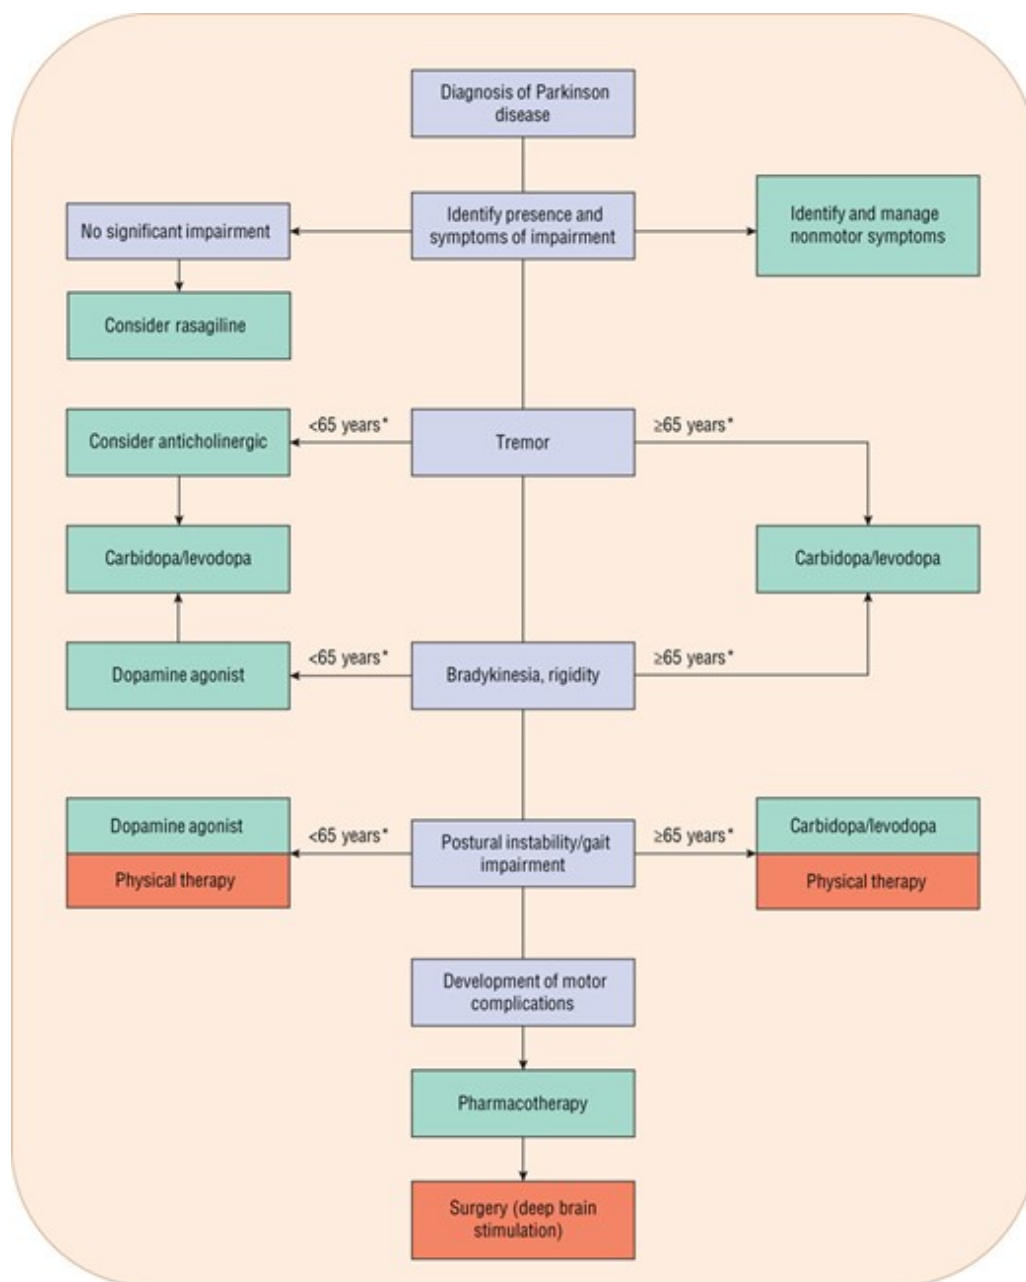 Diagnosis of Parkinson
disease
No significant impairment
Identify presence and
symptoms of impairment
Identify and manage
nonmotor symptoms
Consider rasagiline
Consider anticholinergic
<65 years*
Tremor
≥65 years*
Carbidopa/levodopa
Carbidopa/levodopa
Dopamine agonist
<65 years*
Bradykinesia, rigidity
≥65 years*
Dopamine agonist
Physical therapy
<65 years*
Postural instability/gait
impairment
≥65 years*
Carbidopa/levodopa
Physical therapy
Development of motor
complications
Pharmacotherapy
Surgery (deep brain
stimulation)